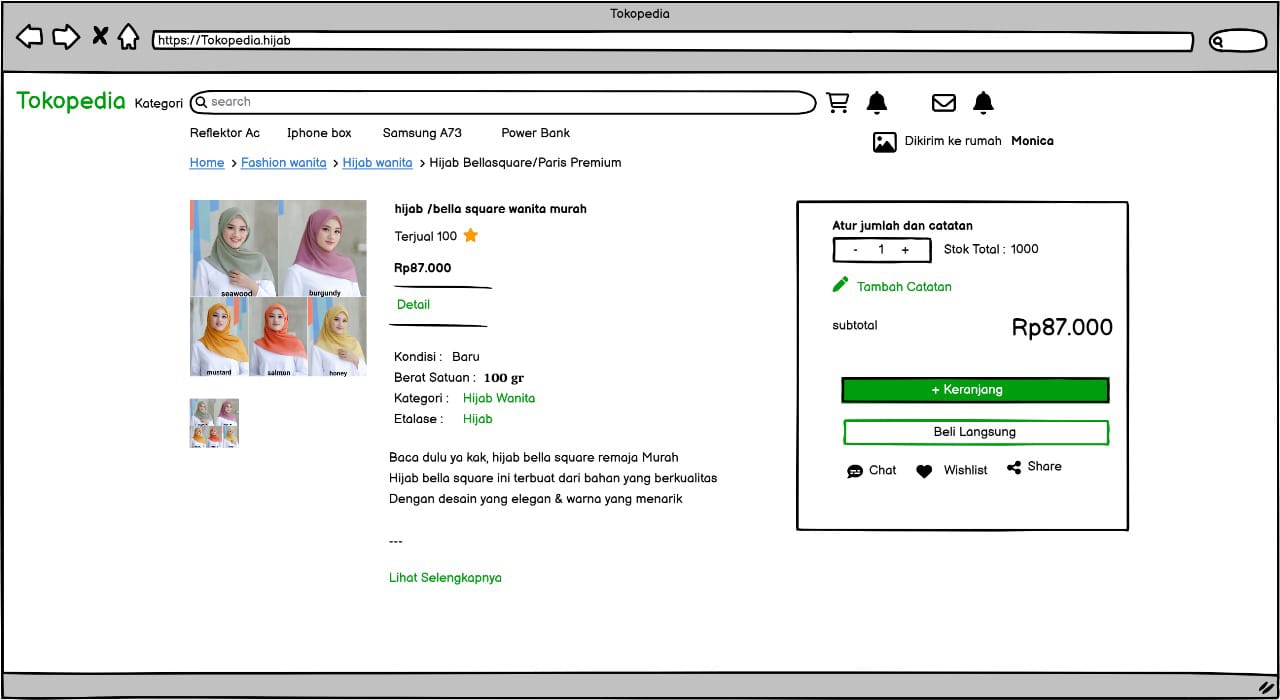 Tokopedia
https://Tokopedia.hijab
Tokopedia Kategori search
Reflektor Ac Iphone box Samsung A73 Power Bank
Dikirim ke rumah Monica
Home > Fashion wanita > Hijab wanita > Hijab Bellasquare/Paris Premium
seawood burgundy
mustard salmon honey
hijab /bella square wanita murah
Terjual 100
Rp87.000
Detail
Kondisi : Baru
Berat Satuan : 100 gr
Kategori : Hijab Wanita
Etalase : Hijab
Baca dulu ya kak, hijab bella square remaja Murah
Hijab bella square ini terbuat dari bahan yang berkualitas
Dengan desain yang elegan & warna yang menarik
---
Lihat Selengkapnya
Atur jumlah dan catatan
- 1 + Stok Total : 1000
Tambah Catatan
subtotal Rp87.000
+ Keranjang
Beli Langsung
Chat Wishlist Share